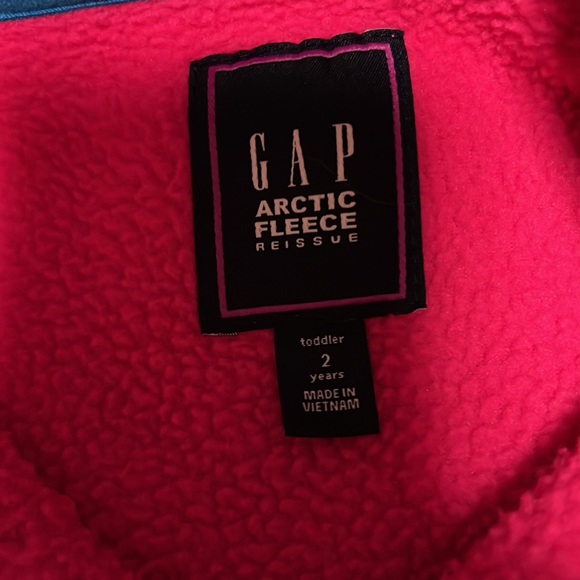 GAP
ARCTIC
FLEECE
REISSUE
toddler
2
years
MADE IN
VIETNAM